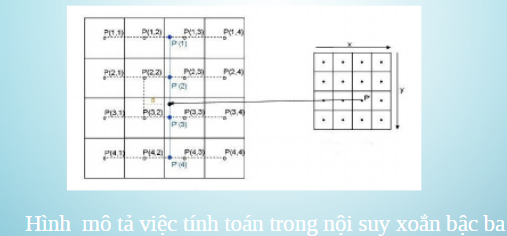 P(1,1) P(1,2) P(1,3) P(1,4)
P'(1)
x
P(2,1) P(2,2) P(2,3) P(2,4)
P'(2)
y
P'
P(3,1) P(3,2) P(3,3) P(3,4)
P'(3)
P(4,1) P(4,2) P(4,3) P(4,4)
P'(4)
Hình mô tả việc tính toán trong nội suy xoắn bậc ba